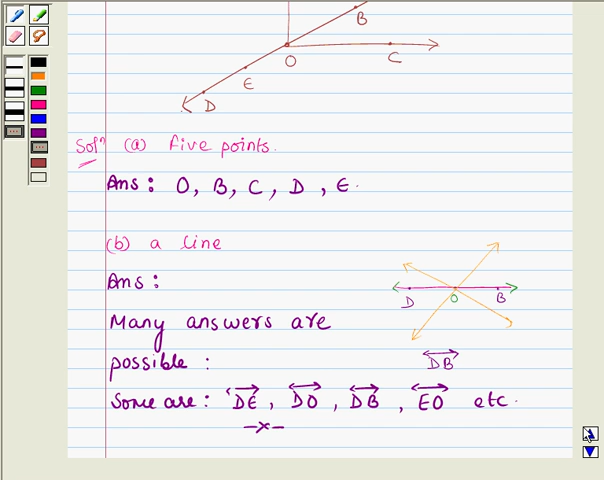 B
O
C
E
D
Solⁿ (a) five points.
Ans : O, B, C, D, E.
(b) a line
Ans :
D O B
Many answers are
possible :
DB
Some are : DE, DO, DB, EO etc.
-x-